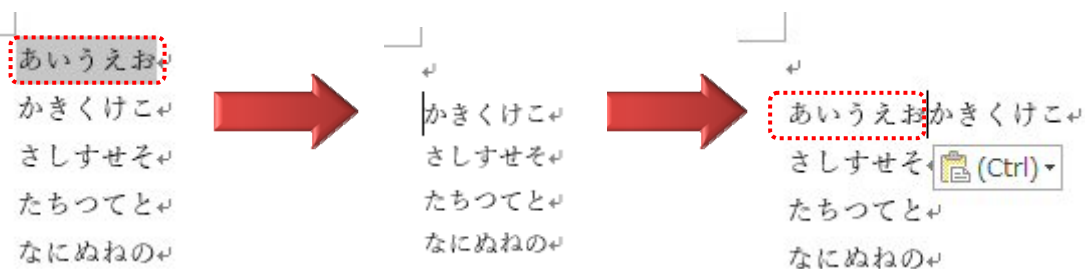 あいうえお↵
かきくけこ↵
さしすせそ↵
たちつてと↵
なにぬねの↵
↵
かきくけこ↵
さしすせそ↵
たちつてと↵
なにぬねの↵
↵
あいうえおかきくけこ↵
さしすせそ↵
(Ctrl)
たちつてと↵
なにぬねの↵